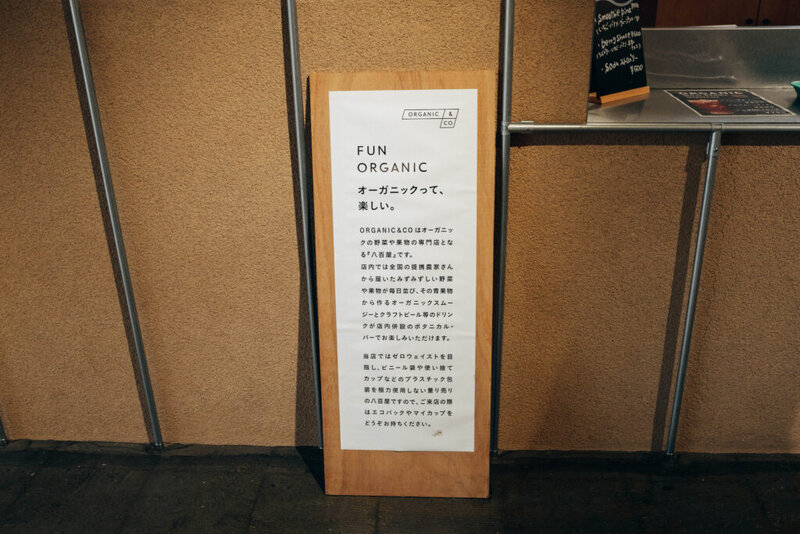 ORGANIC &
CO
FUN
ORGANIC
オーガニックって、
楽しい。
ORGANIC&COはオーガニッ
クの野菜や果物の専門店とな
る『八百屋』です。
店内では全国の提携農家さん
から届いたみずみずしい野菜
や果物が毎日並び、その青果物
から作るオーガニックスムー
ジーとクラフトビール等のドリン
クが店内併設のボタニカル・
バーでお楽しみいただけます。
当店ではゼロウェイストを目
指し、ビニール袋や使い捨て
カップなどのプラスチック包
装を極力使用しない量り売り
の八百屋ですので、ご来店の際
はエコバックやマイカップを
どうぞお持ちください。
・Smoothie
¥500
ORGANIC